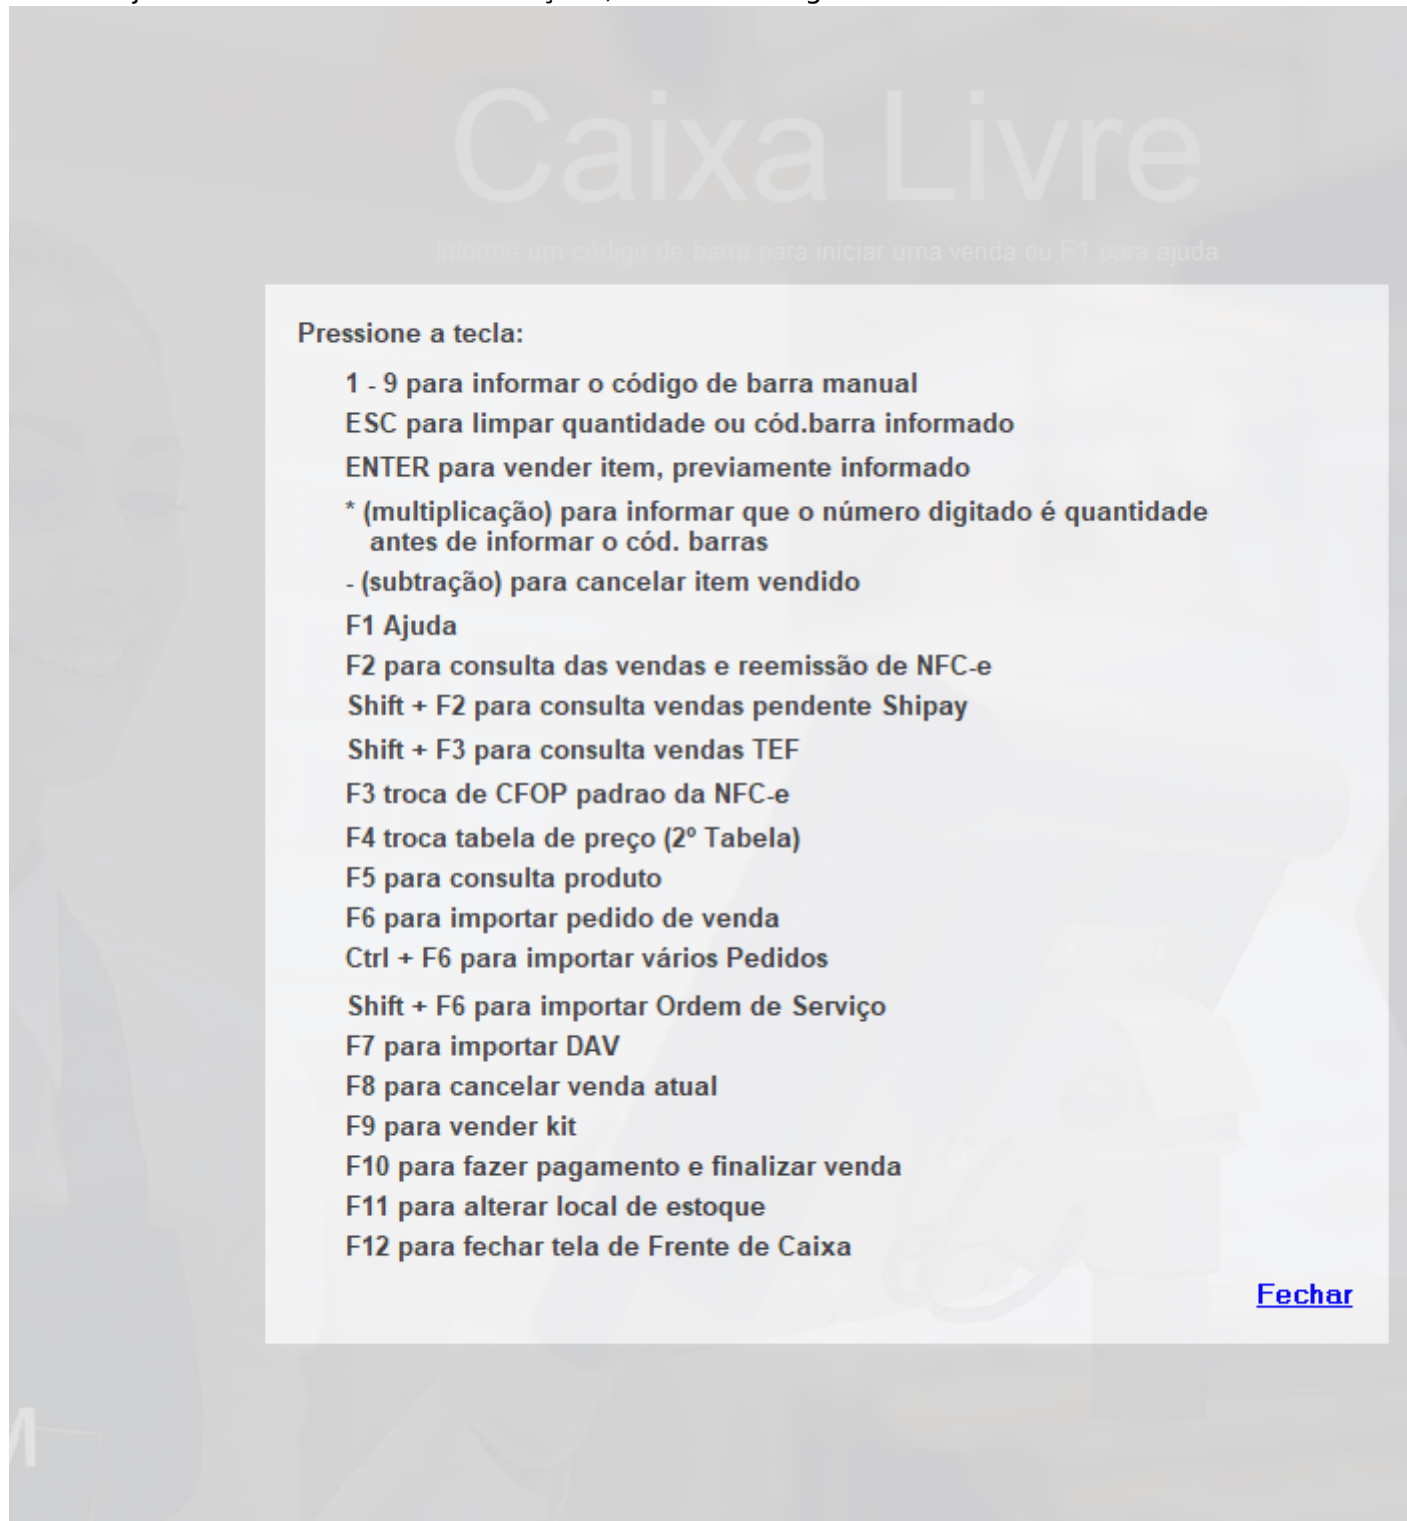 Caixa Livre
Informe um código de barra para iniciar uma venda ou F1 para ajuda
Pressione a tecla:
1 - 9 para informar o código de barra manual
ESC para limpar quantidade ou cód.barra informado
ENTER para vender item, previamente informado
* (multiplicação) para informar que o número digitado é quantidade
antes de informar o cód. barras
- (subtração) para cancelar item vendido
F1 Ajuda
F2 para consulta das vendas e reemissão de NFC-e
Shift + F2 para consulta vendas pendente Shipay
Shift + F3 para consulta vendas TEF
F3 troca de CFOP padrao da NFC-e
F4 troca tabela de preço (2º Tabela)
F5 para consulta produto
F6 para importar pedido de venda
Ctrl + F6 para importar vários Pedidos
Shift + F6 para importar Ordem de Serviço
F7 para importar DAV
F8 para cancelar venda atual
F9 para vender kit
F10 para fazer pagamento e finalizar venda
F11 para alterar local de estoque
F12 para fechar tela de Frente de Caixa
Fechar